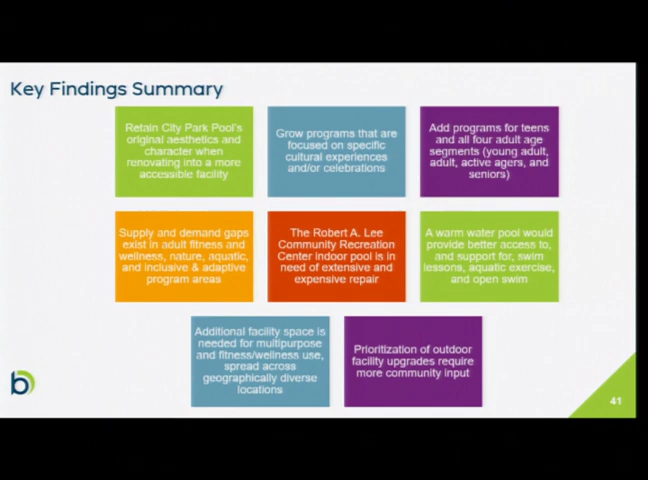 Key Findings Summary
Retain City Park Pool's
original aesthetics and
character when
renovating into a more
accessible facility
Grow programs that are
focused on specific
cultural experiences
and/or celebrations
Add programs for teens
and all four adult age
segments (young adult,
adult, active agers, and
seniors)
Supply and demand gaps
exist in adult fitness and
wellness, nature, aquatic,
and inclusive & adaptive
program areas
The Robert A. Lee
Community Recreation
Center indoor pool is in
need of extensive and
expensive repair
A warm water pool would
provide better access to,
and support for, swim
lessons, aquatic exercise,
and open swim
Additional facility space is
needed for multipurpose
and fitness/wellness use,
spread across
geographically diverse
locations
Prioritization of outdoor
facility upgrades require
more community input
b
41